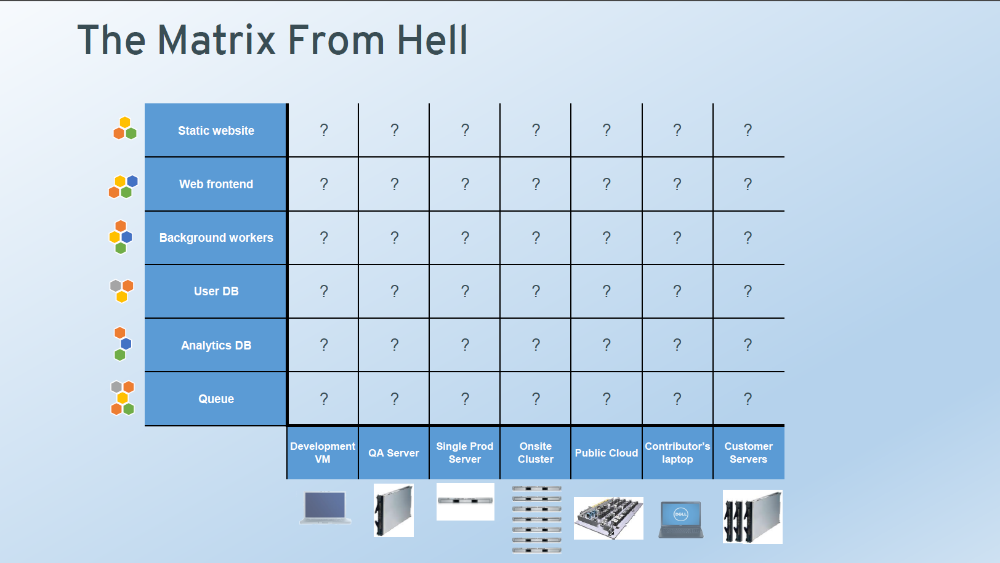 The Matrix From Hell
Static website ? ? ? ? ? ? ?
Web frontend ? ? ? ? ? ? ?
Background workers ? ? ? ? ? ? ?
User DB ? ? ? ? ? ? ?
Analytics DB ? ? ? ? ? ? ?
Queue ? ? ? ? ? ? ?
Development
VM
QA Server
Single Prod
Server
Onsite
Cluster
Public Cloud
Contributor’s
laptop
Customer
Servers
DELL